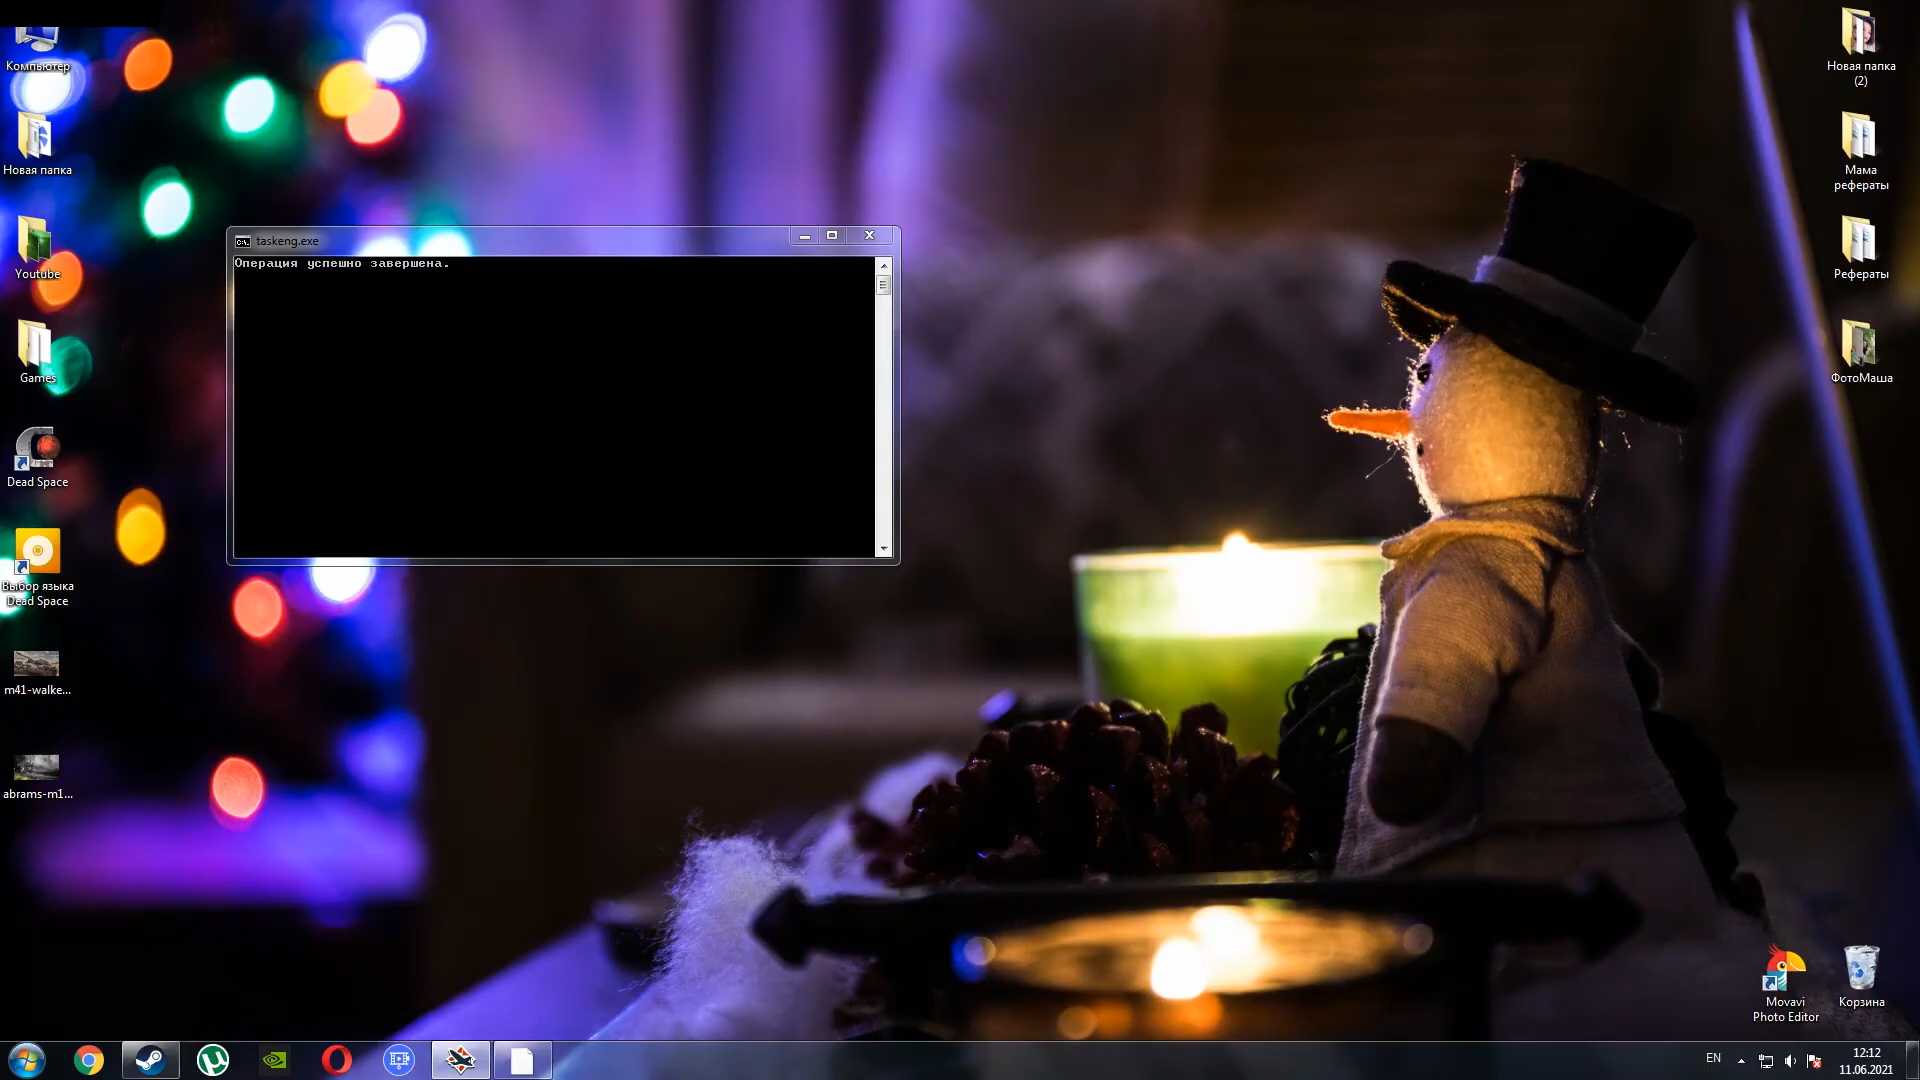 Компьютер
Новая папка
Youtube
Games
Dead Space
Выбор языка
Dead Space
m41-walke...
abrams-m1...
taskeng.exe
Операция успешно завершена.
Новая папка
(2)
Мама
рефераты
Рефераты
ФотоМаша
Movavi
Photo Editor
Корзина
EN
12:12
11.06.2021